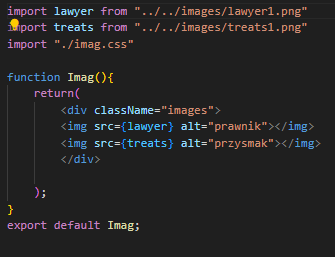 import lawyer from "../../images/lawyer1.png"
import treats from "../../images/treats1.png"
import "./imag.css"
function Imag(){
return(
<div className="images">
<img src={lawyer} alt="prawnik"></img>
<img src={treats} alt="przysmak"></img>
</div>
);
}
export default Imag;